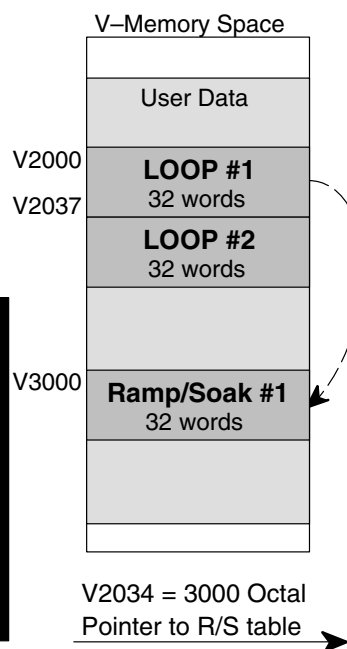 V–Memory Space
User Data
V2000
LOOP #1
32 words
V2037
LOOP #2
32 words
V3000
Ramp/Soak #1
32 words
V2034 = 3000 Octal
Pointer to R/S table